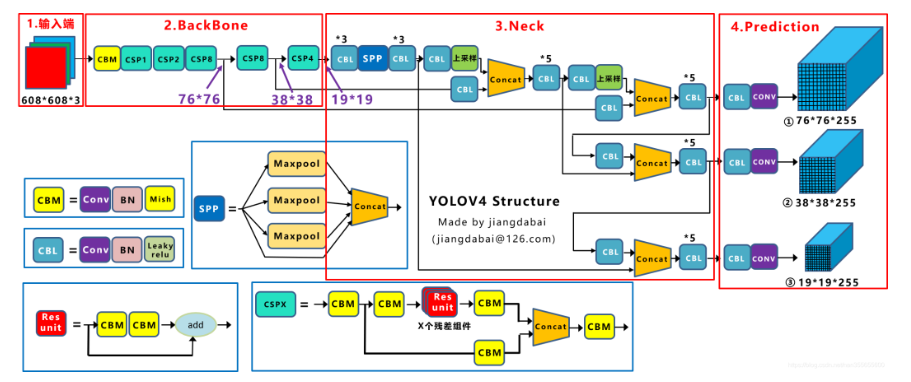 1.输入端
2.BackBone
3.Neck
4.Prediction
608*608*3
CBM
CSP1
CSP2
CSP8
CSP8
CSP4
76*76
38*38
19*19
*3
CBL
SPP
*3
CBL
CBL
上采样
CBL
Concat
*5
CBL
CBL
上采样
CBL
Concat
*5
CBL
CBL
CONV
① 76*76*255
CBL
Concat
*5
CBL
CBL
CONV
② 38*38*255
CBL
Concat
*5
CBL
CBL
CONV
③ 19*19*255
YOLOV4 Structure
Made by jiangdabai
(jiangdabai@126.com)
SPP
=
Maxpool
Maxpool
Maxpool
Concat
CBM = Conv BN Mish
CBL = Conv BN Leaky
relu
Res
unit
=
CBM CBM add
CSPX
=
CBM
CBM
Res
unit
X个残差组件
CBM
CBM
Concat
CBM